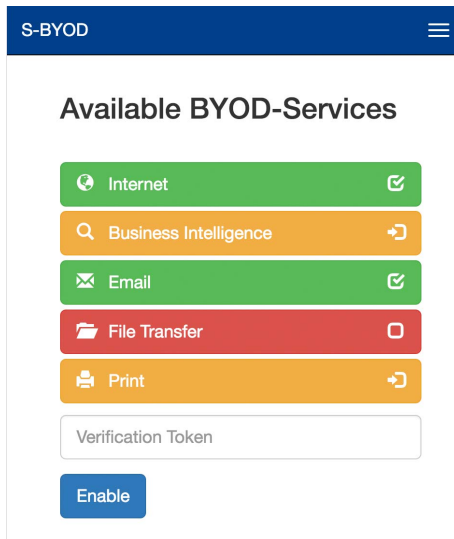 S-BYOD
Available BYOD-Services
Internet
Business Intelligence
Email
File Transfer
Print
Verification Token
Enable